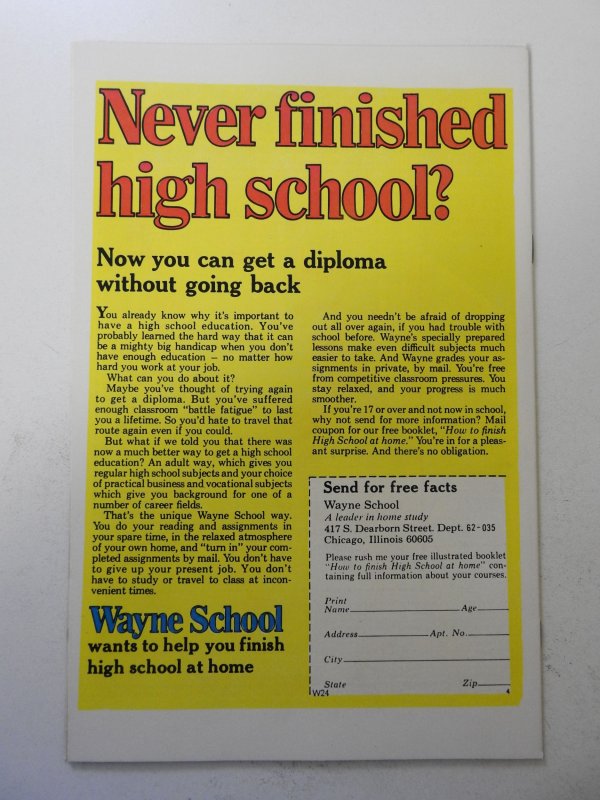 Never finished
high school?
Now you can get a diploma
without going back
You already know why it's important to
have a high school education. You've
probably learned the hard way that it can
be a mighty big handicap when you don't
have enough education – no matter how
hard you work at your job.
What can you do about it?
Maybe you've thought of trying again
to get a diploma. But you've suffered
enough classroom "battle fatigue" to last
you a lifetime. So you'd hate to travel that
route again even if you could.
But what if we told you that there was
now a much better way to get a high school
education? An adult way, which gives you
regular high school subjects and your choice
of practical business and vocational subjects
which give you background for one of a
number of career fields.
That's the unique Wayne School way.
You do your reading and assignments in
your spare time, in the relaxed atmosphere
of your own home, and "turn in" your com-
pleted assignments by mail. You don't have
to give up your present job. You don't
have to study or travel to class at incon-
venient times.
Wayne School
wants to help you finish
high school at home
And you needn't be afraid of dropping
out all over again, if you had trouble with
school before. Wayne's specially prepared
lessons make even difficult subjects much
easier to take. And Wayne grades your as-
signments in private, by mail. You're free
from competitive classroom pressures. You
stay relaxed, and your progress is much
smoother.
If you're 17 or over and not now in school,
why not send for more information? Mail
coupon for our free booklet, "How to finish
High School at home." You're in for a pleas-
ant surprise. And there's no obligation.
Send for free facts
Wayne School
A leader in home study
417 S. Dearborn Street. Dept. 62-035
Chicago, Illinois 60605
Please rush me your free illustrated booklet
"How to finish High School at home" con-
taining full information about your courses.
Print
Name Age
Address Apt. No.
City
State Zip
W24 4